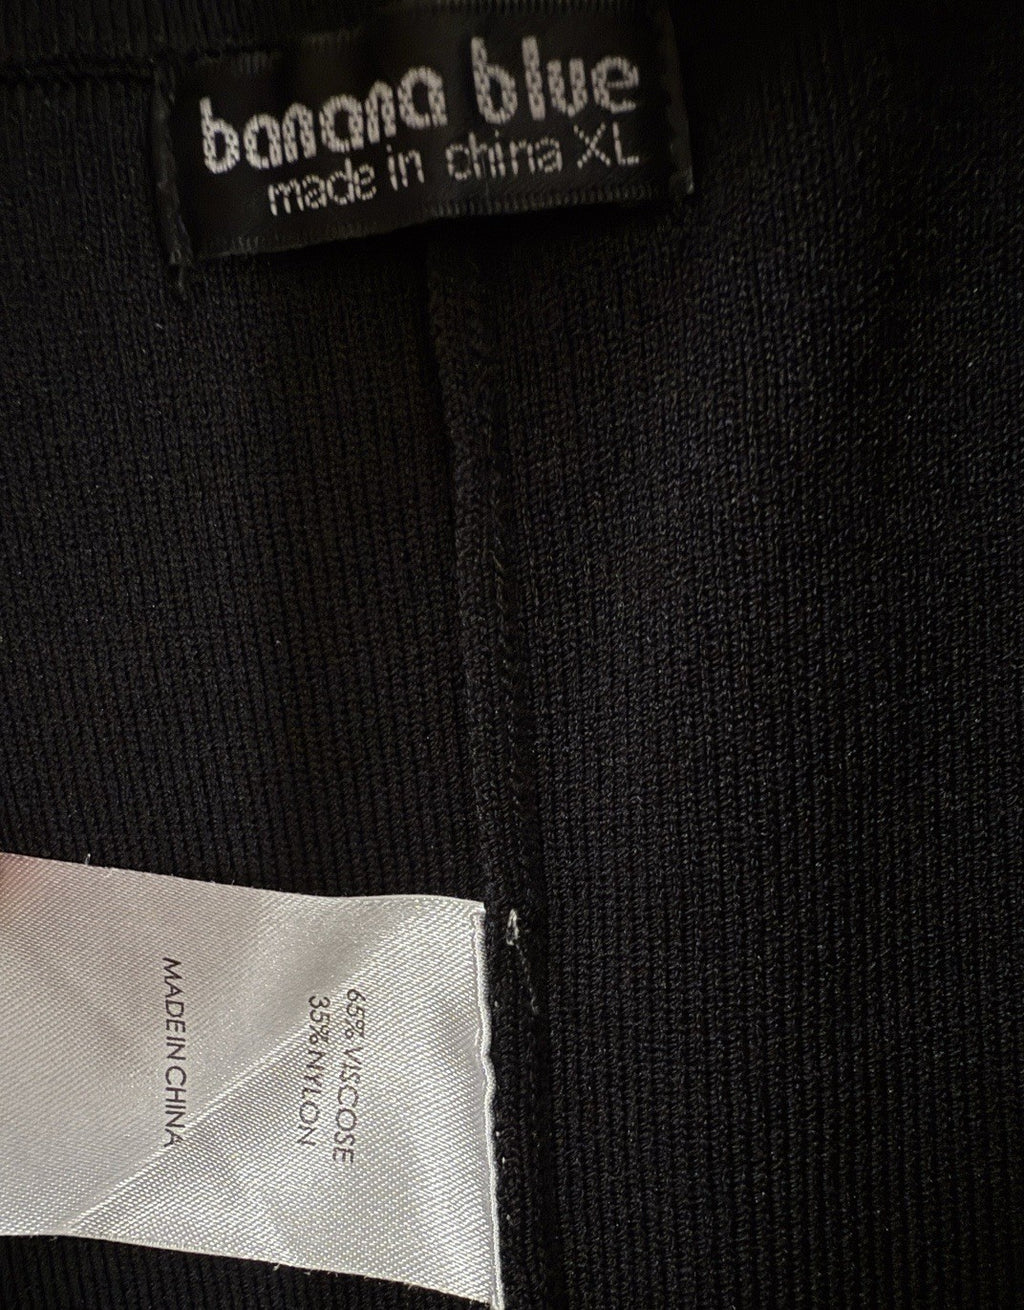 banana blue
made in china XL
65% VISCOSE
35% NYLON
MADE IN CHINA